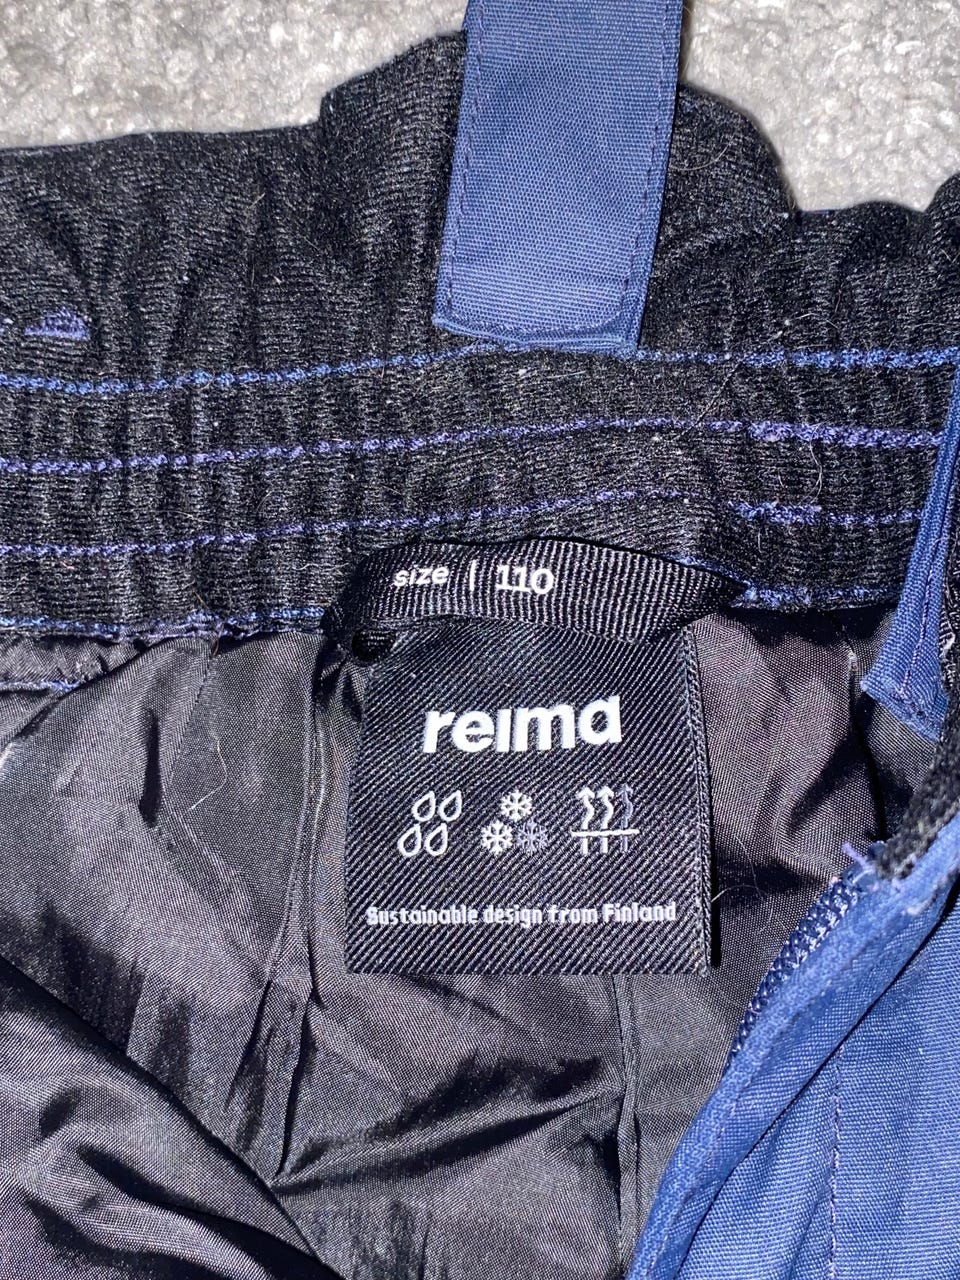 size | 110
reima
Sustainable design from Finland